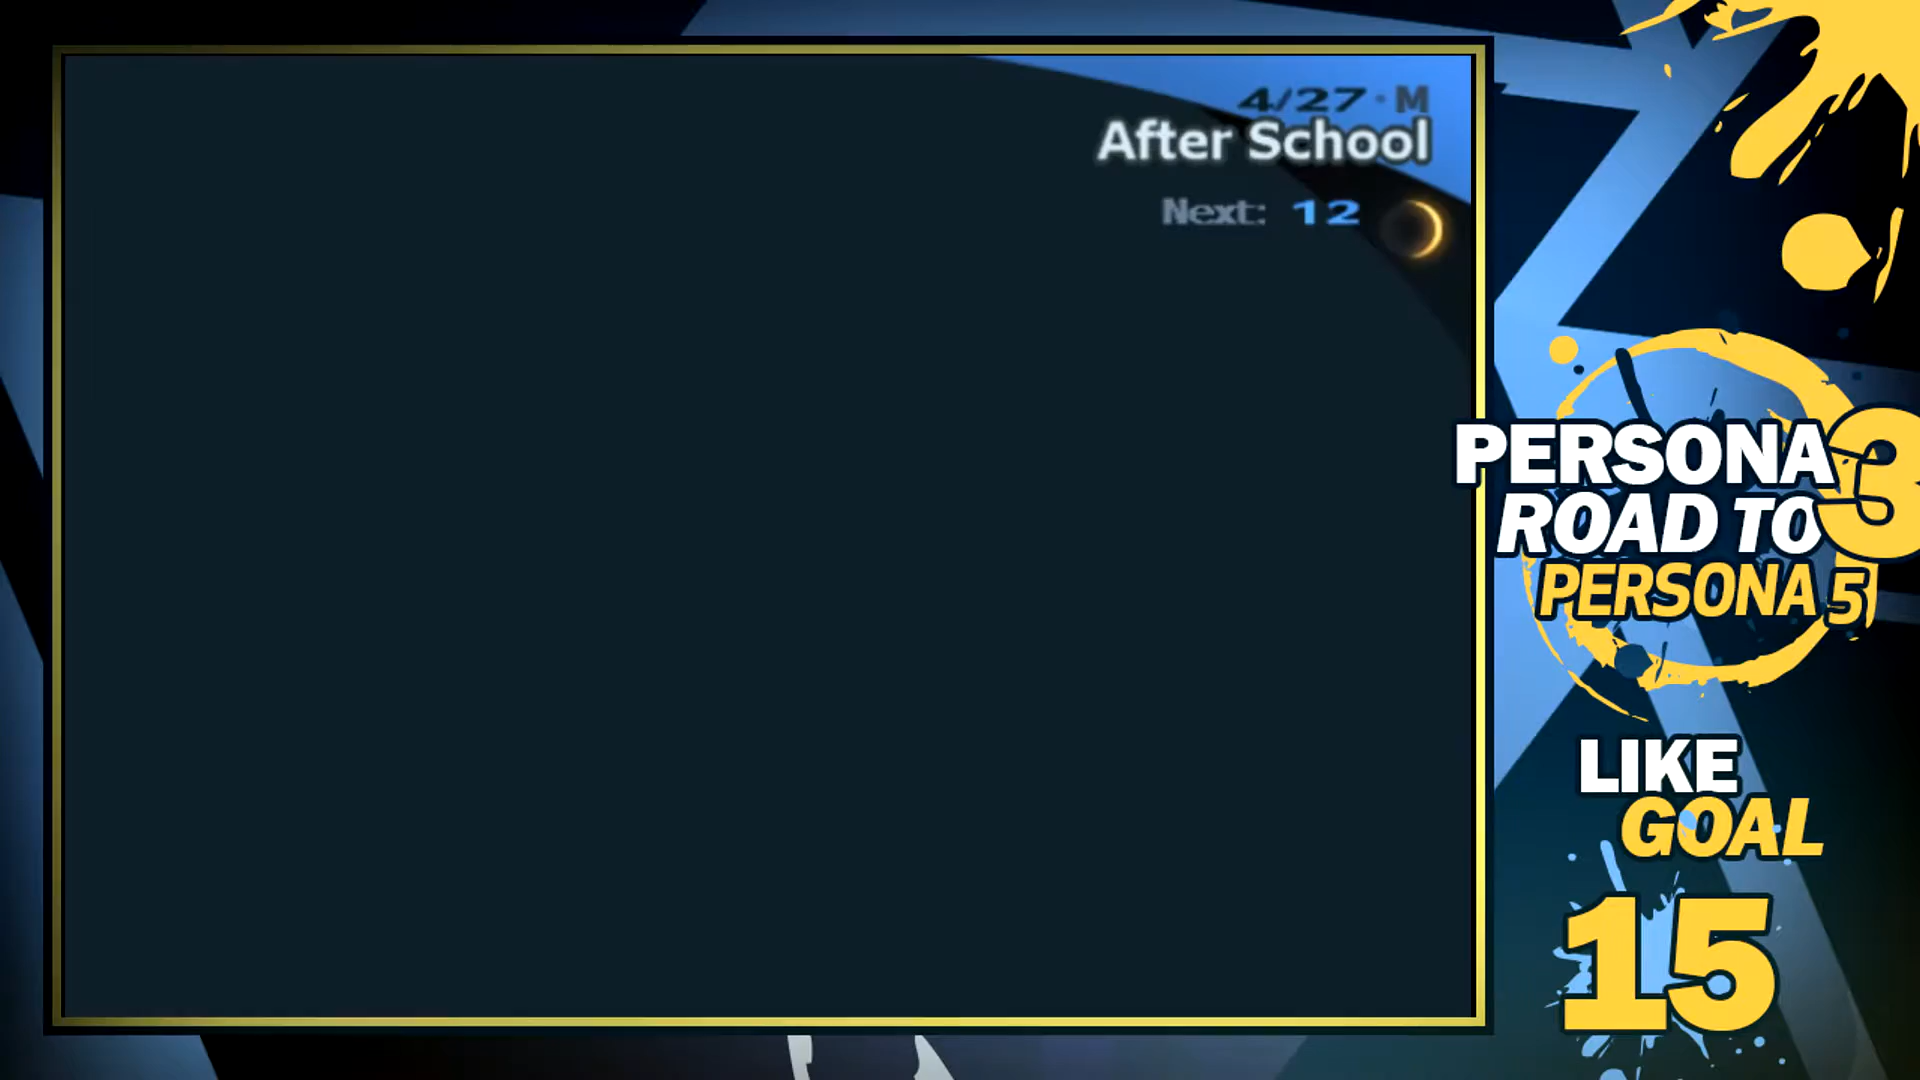 4/27 · M
After School
Next: 12
PERSONA 3
ROAD TO
PERSONA 5
LIKE
GOAL
15